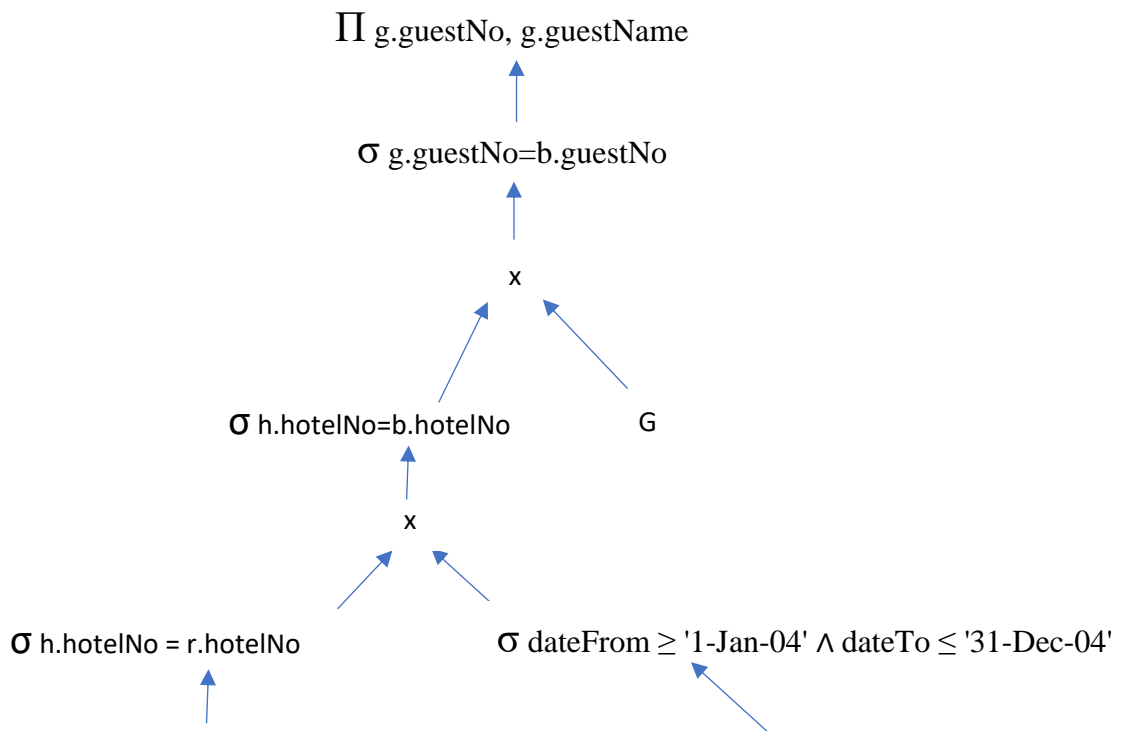 ∏ g.guestNo, g.guestName
σ g.guestNo=b.guestNo
x
σ h.hotelNo=b.hotelNo
G
x
σ h.hotelNo = r.hotelNo
σ dateFrom ≥ '1-Jan-04' ∧ dateTo ≤ '31-Dec-04'